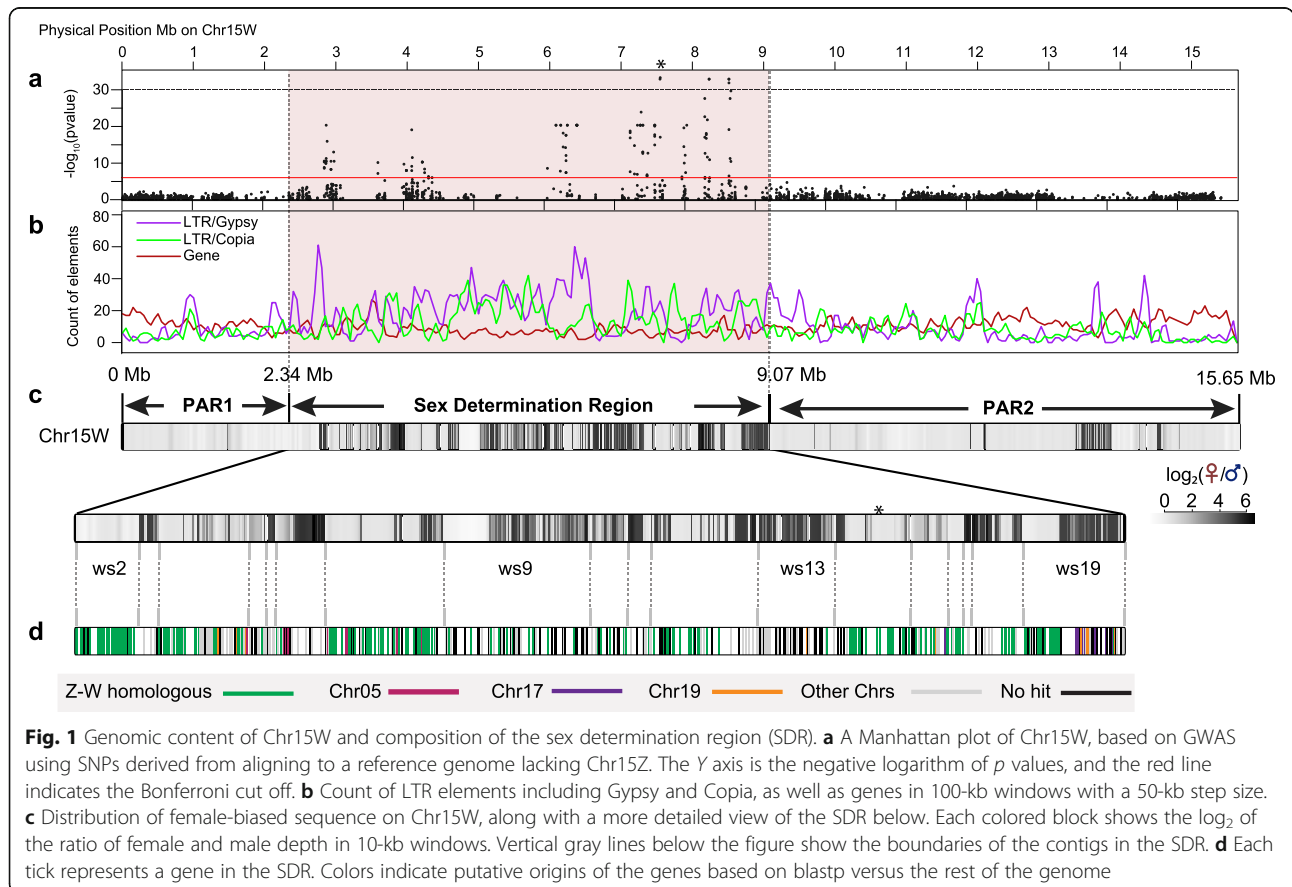 Physical Position Mb on Chr15W
0 1 2 3 4 5 6 7 8 9 10 11 12 13 14 15
*
a
-log10(pvalue)
30
20
10
0
b
Count of elements
80
60
40
20
0
LTR/Gypsy
LTR/Copia
Gene
0 Mb 2.34 Mb 9.07 Mb 15.65 Mb
c
PAR1 Sex Determination Region PAR2
Chr15W
log₂(♀/♂)
0 2 4 6
*
ws2 ws9 ws13 ws19
d
Z-W homologous Chr05 Chr17 Chr19 Other Chrs No hit
Fig. 1 Genomic content of Chr15W and composition of the sex determination region (SDR). a A Manhattan plot of Chr15W, based on GWAS
using SNPs derived from aligning to a reference genome lacking Chr15Z. The Y axis is the negative logarithm of p values, and the red line
indicates the Bonferroni cut off. b Count of LTR elements including Gypsy and Copia, as well as genes in 100-kb windows with a 50-kb step size.
c Distribution of female-biased sequence on Chr15W, along with a more detailed view of the SDR below. Each colored block shows the log₂ of
the ratio of female and male depth in 10-kb windows. Vertical gray lines below the figure show the boundaries of the contigs in the SDR. d Each
tick represents a gene in the SDR. Colors indicate putative origins of the genes based on blastp versus the rest of the genome